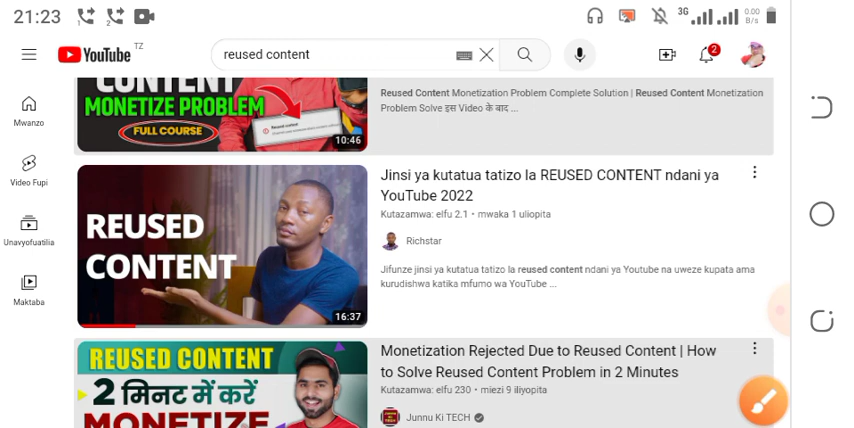 21:23
3G
0.00
B/s
1
2
YouTube
TZ
reused content
2
Mwanzo
Video Fupi
Unavyofuatilia
Maktaba
CONTENT
MONETIZE PROBLEM
FULL COURSE
Reused content
10:46
Reused Content Monetization Problem Complete Solution | Reused Content Monetization
Problem Solve इस Video के बाद ...
REUSED
CONTENT
16:37
Jinsi ya kutatua tatizo la REUSED CONTENT ndani ya
YouTube 2022
Kutazamwa: elfu 2.1 • mwaka 1 uliopita
Richstar
Jifunze jinsi ya kutatua tatizo la reused content ndani ya Youtube na uweze kupata ama
kurudishwa katika mfumo wa YouTube ...
REUSED CONTENT
2 मिनट में करें
MONETIZE
Monetization Rejected Due to Reused Content | How
to Solve Reused Content Problem in 2 Minutes
Kutazamwa: elfu 230 • miezi 9 iliyopita
Junnu Ki TECH